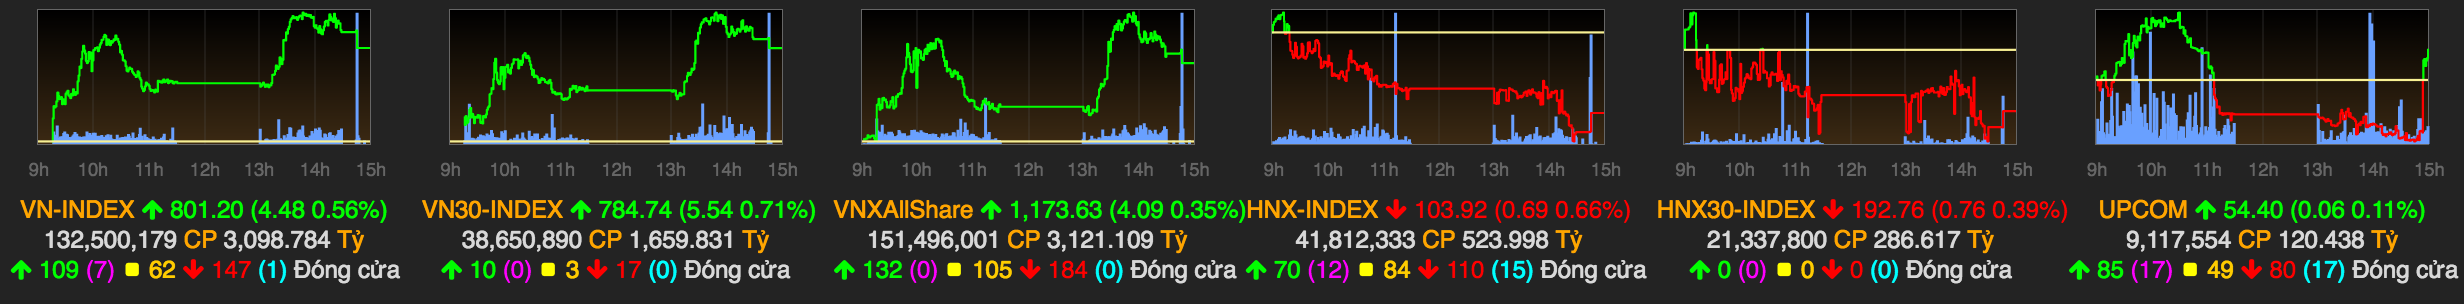 9h 10h 11h 12h 13h 14h 15h
VN-INDEX 801.20 (4.48 0.56%)
132,500,179 CP 3,098.784 Tỷ
109 (7) 62 147 (1) Đóng cửa
9h 10h 11h 12h 13h 14h 15h
VN30-INDEX 784.74 (5.54 0.71%)
38,650,890 CP 1,659.831 Tỷ
10 (0) 3 17 (0) Đóng cửa
9h 10h 11h 12h 13h 14h 15h
VNXAllShare 1,173.63 (4.09 0.35%)
151,496,001 CP 3,121.109 Tỷ
132 (0) 105 184 (0) Đóng cửa
9h 10h 11h 12h 13h 14h 15h
HNX-INDEX 103.92 (0.69 0.66%)
41,812,333 CP 523.998 Tỷ
70 (12) 84 110 (15) Đóng cửa
9h 10h 11h 12h 13h 14h 15h
HNX30-INDEX 192.76 (0.76 0.39%)
21,337,800 CP 286.617 Tỷ
0 (0) 0 0 (0) Đóng cửa
9h 10h 11h 12h 13h 14h 15h
UPCOM 54.40 (0.06 0.11%)
9,117,554 CP 120.438 Tỷ
85 (17) 49 80 (17) Đóng cửa